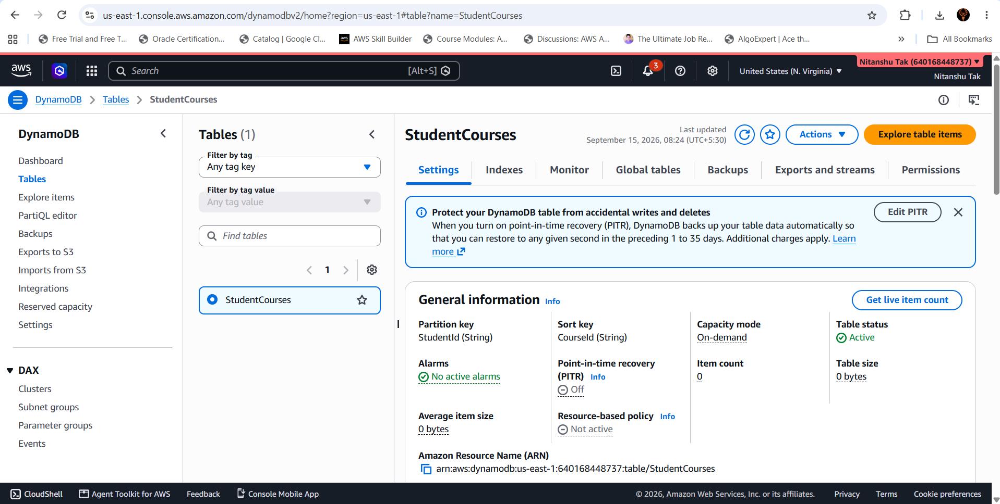 us-east-1.console.aws.amazon.com/dynamodbv2/home?region=us-east-1#table?name=StudentCourses
Free Trial and Free T...
Oracle Certification...
Catalog | Google Cl...
aws
AWS Skill Builder
Course Modules: A...
Discussions: AWS A...
The Ultimate Job Re...
AlgoExpert | Ace th...
»
All Bookmarks
aws
Search
[Alt+S]
3
United States (N. Virginia) ▼
Nitanshu Tak (640168448737) ▼
Nitanshu Tak
DynamoDB
Tables
StudentCourses
DynamoDB
Dashboard
Tables
Explore items
PartiQL editor
Backups
Exports to S3
Imports from S3
Integrations
Reserved capacity
Settings
DAX
Clusters
Subnet groups
Parameter groups
Events
Tables (1)
Filter by tag
Any tag key
Filter by tag value
Any tag value
Find tables
1
StudentCourses
StudentCourses
Last updated
September 15, 2026, 08:24 (UTC+5:30)
Actions
Explore table items
Settings
Indexes
Monitor
Global tables
Backups
Exports and streams
Permissions
Protect your DynamoDB table from accidental writes and deletes
When you turn on point-in-time recovery (PITR), DynamoDB backs up your table data automatically so
that you can restore to any given second in the preceding 1 to 35 days. Additional charges apply. Learn
more
Edit PITR
General information Info
Get live item count
Partition key
StudentId (String)
Sort key
CourseId (String)
Capacity mode
On-demand
Table status
Active
Alarms
No active alarms
Point-in-time recovery
(PITR) Info
Off
Item count
0
Table size
0 bytes
Average item size
0 bytes
Resource-based policy Info
Not active
Amazon Resource Name (ARN)
arn:aws:dynamodb:us-east-1:640168448737:table/StudentCourses
CloudShell
Agent Toolkit for AWS
Feedback
Console Mobile App
© 2026, Amazon Web Services, Inc. or its affiliates.
Privacy
Terms
Cookie preferences